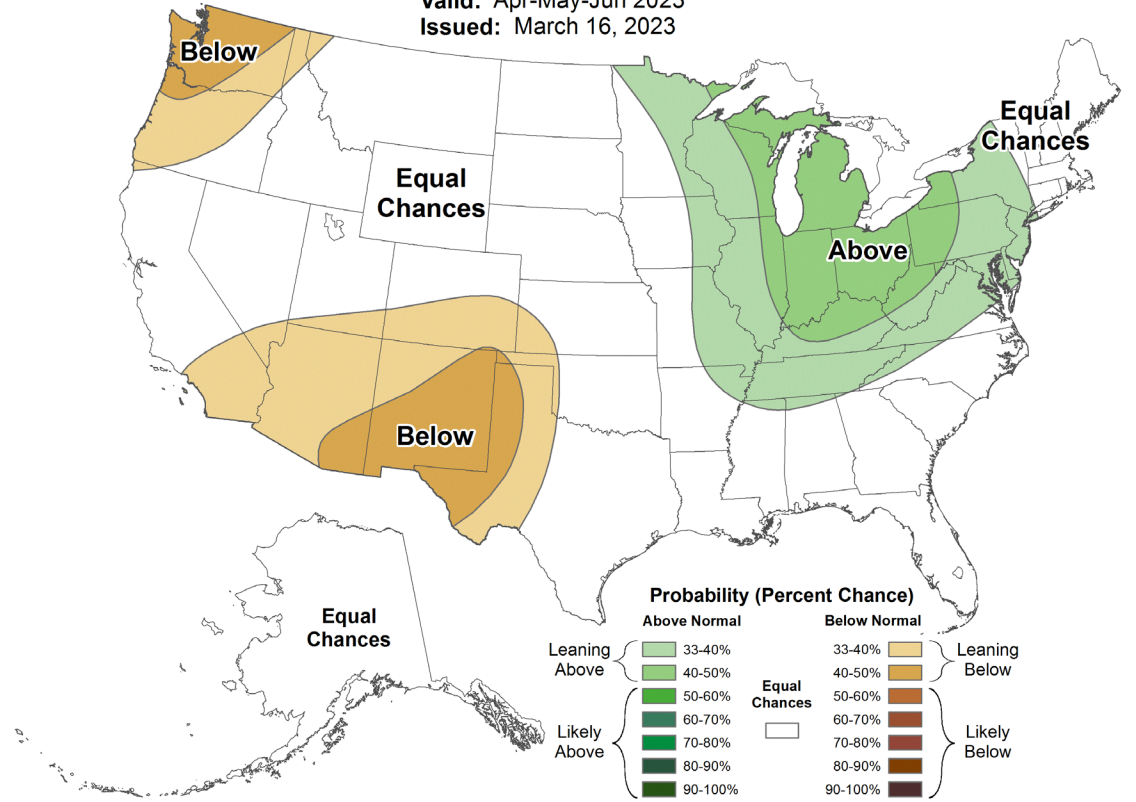 Valid: Apr-May-Jun 2023
Issued: March 16, 2023
Below
Equal
Chances
Equal
Chances
Above
Below
Equal
Chances
Probability (Percent Chance)
Above Normal
Below Normal
Leaning
Above
33-40%
40-50%
Likely
Above
50-60%
60-70%
70-80%
80-90%
90-100%
Equal
Chances
33-40%
40-50%
Leaning
Below
50-60%
60-70%
70-80%
80-90%
90-100%
Likely
Below